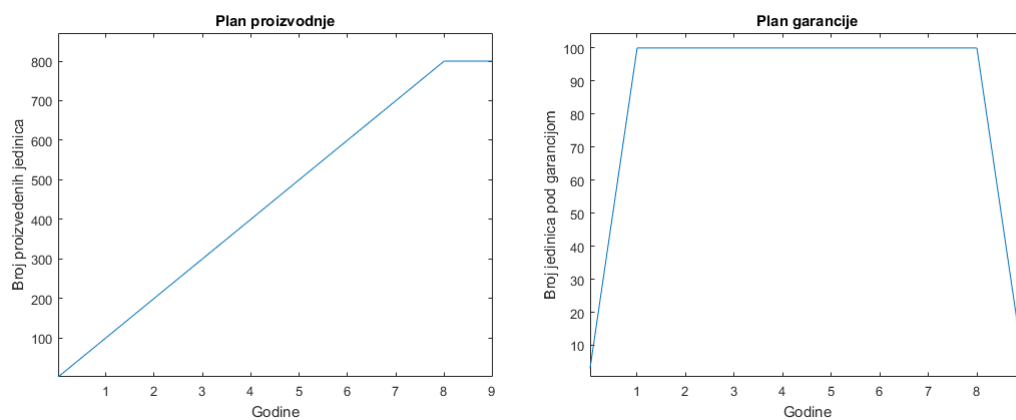 Plan proizvodnje
Broj proizvedenih jedinica
800
700
600
500
400
300
200
100
1 2 3 4 5 6 7 8 9
Godine
Plan garancije
Broj jedinica pod garancijom
100
90
80
70
60
50
40
30
20
10
1 2 3 4 5 6 7 8
Godine